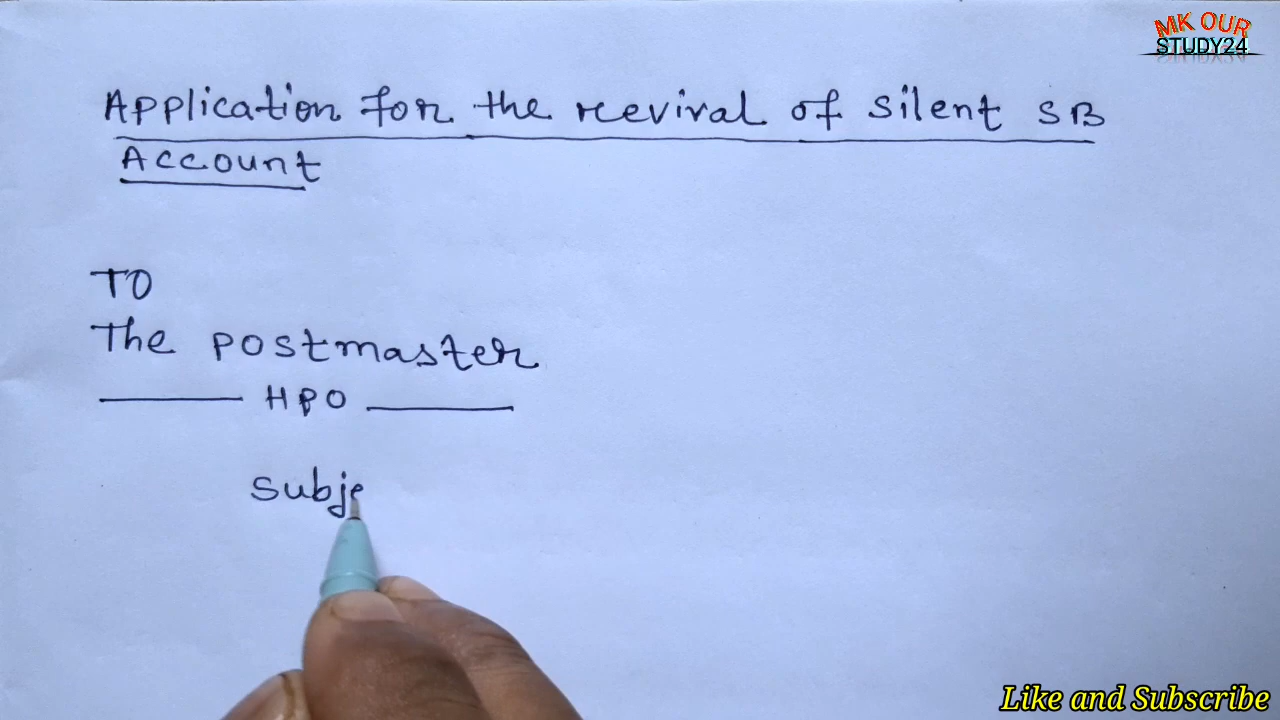 MK OUR
STUDY24
Application for the revival of silent SB
Account
TO
The postmaster
HPO
Subje
Like and Subscribe